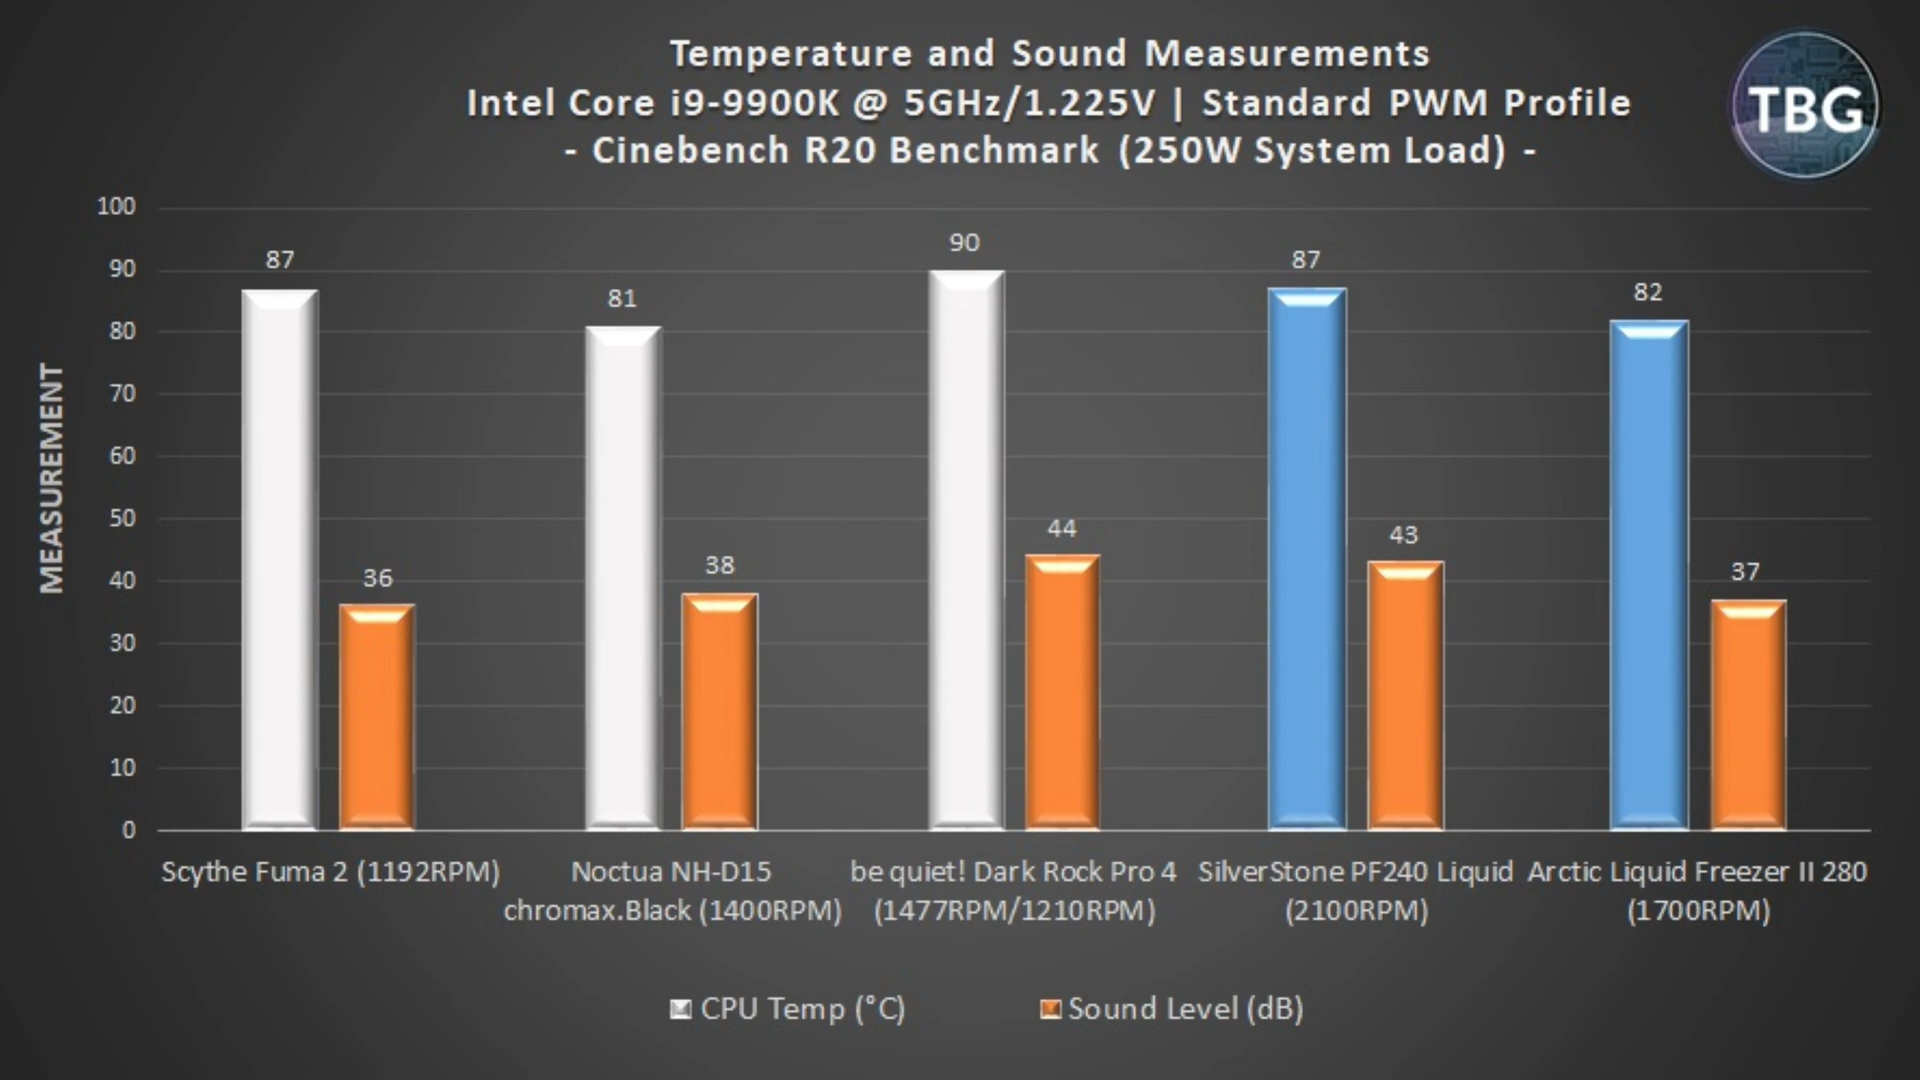 Temperature and Sound Measurements
Intel Core i9-9900K @ 5GHz/1.225V | Standard PWM Profile
- Cinebench R20 Benchmark (250W System Load) -
TBG
MEASUREMENT
100
90
80
70
60
50
40
30
20
10
0
87
36
81
38
90
44
87
43
82
37
Scythe Fuma 2 (1192RPM)
Noctua NH-D15
chromax.Black (1400RPM)
be quiet! Dark Rock Pro 4
(1477RPM/1210RPM)
SilverStone PF240 Liquid
(2100RPM)
Arctic Liquid Freezer II 280
(1700RPM)
CPU Temp (°C)
Sound Level (dB)